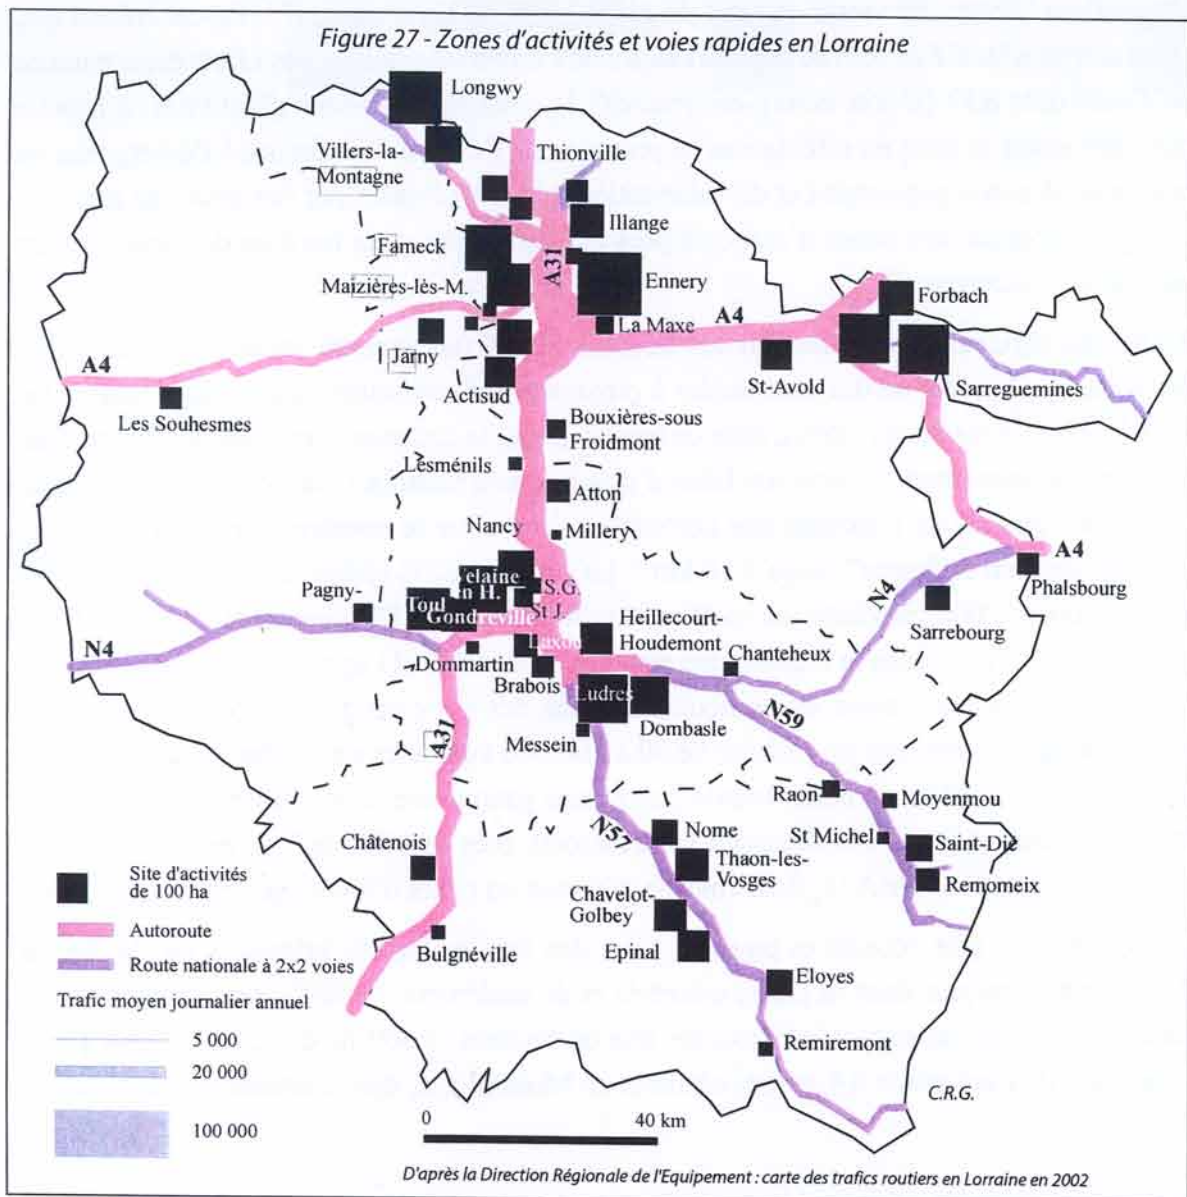 Figure 27 - Zones d'activités et voies rapides en Lorraine
Longwy
Villers-la-
Montagne
Thionville
Illange
Fameck
A31
Ennery
Maizières-lès-M.
Forbach
La Maxe
A4
A4
Jarny
St-Avold
Sarreguemines
Les Souhesmes
Actisud
Bouxières-sous
Froidmont
Lesménils
Atton
Nancy
Millery
A4
Phalsbourg
Velaine
en H.
S.G.
Pagny-
Toul
Gondreville
St J.
N4
Sarrebourg
Heillecourt-
Houdemont
Laxou
N4
Dommartin
Chanteheux
Brabois
Ludres
N59
A31
Messein
Dombasle
Raon
Moyenmou
N57
Nome
St Michel
Saint-Dié
Châtenois
Thaon-les-
Vosges
Remomeix
Chavelot-
Golbey
Epinal
Bulgnéville
Eloyes
Remiremont
Site d'activités
de 100 ha
Autoroute
Route nationale à 2x2 voies
Trafic moyen journalier annuel
5 000
20 000
100 000
0 40 km
C.R.G.
D'après la Direction Régionale de l'Equipement : carte des trafics routiers en Lorraine en 2002